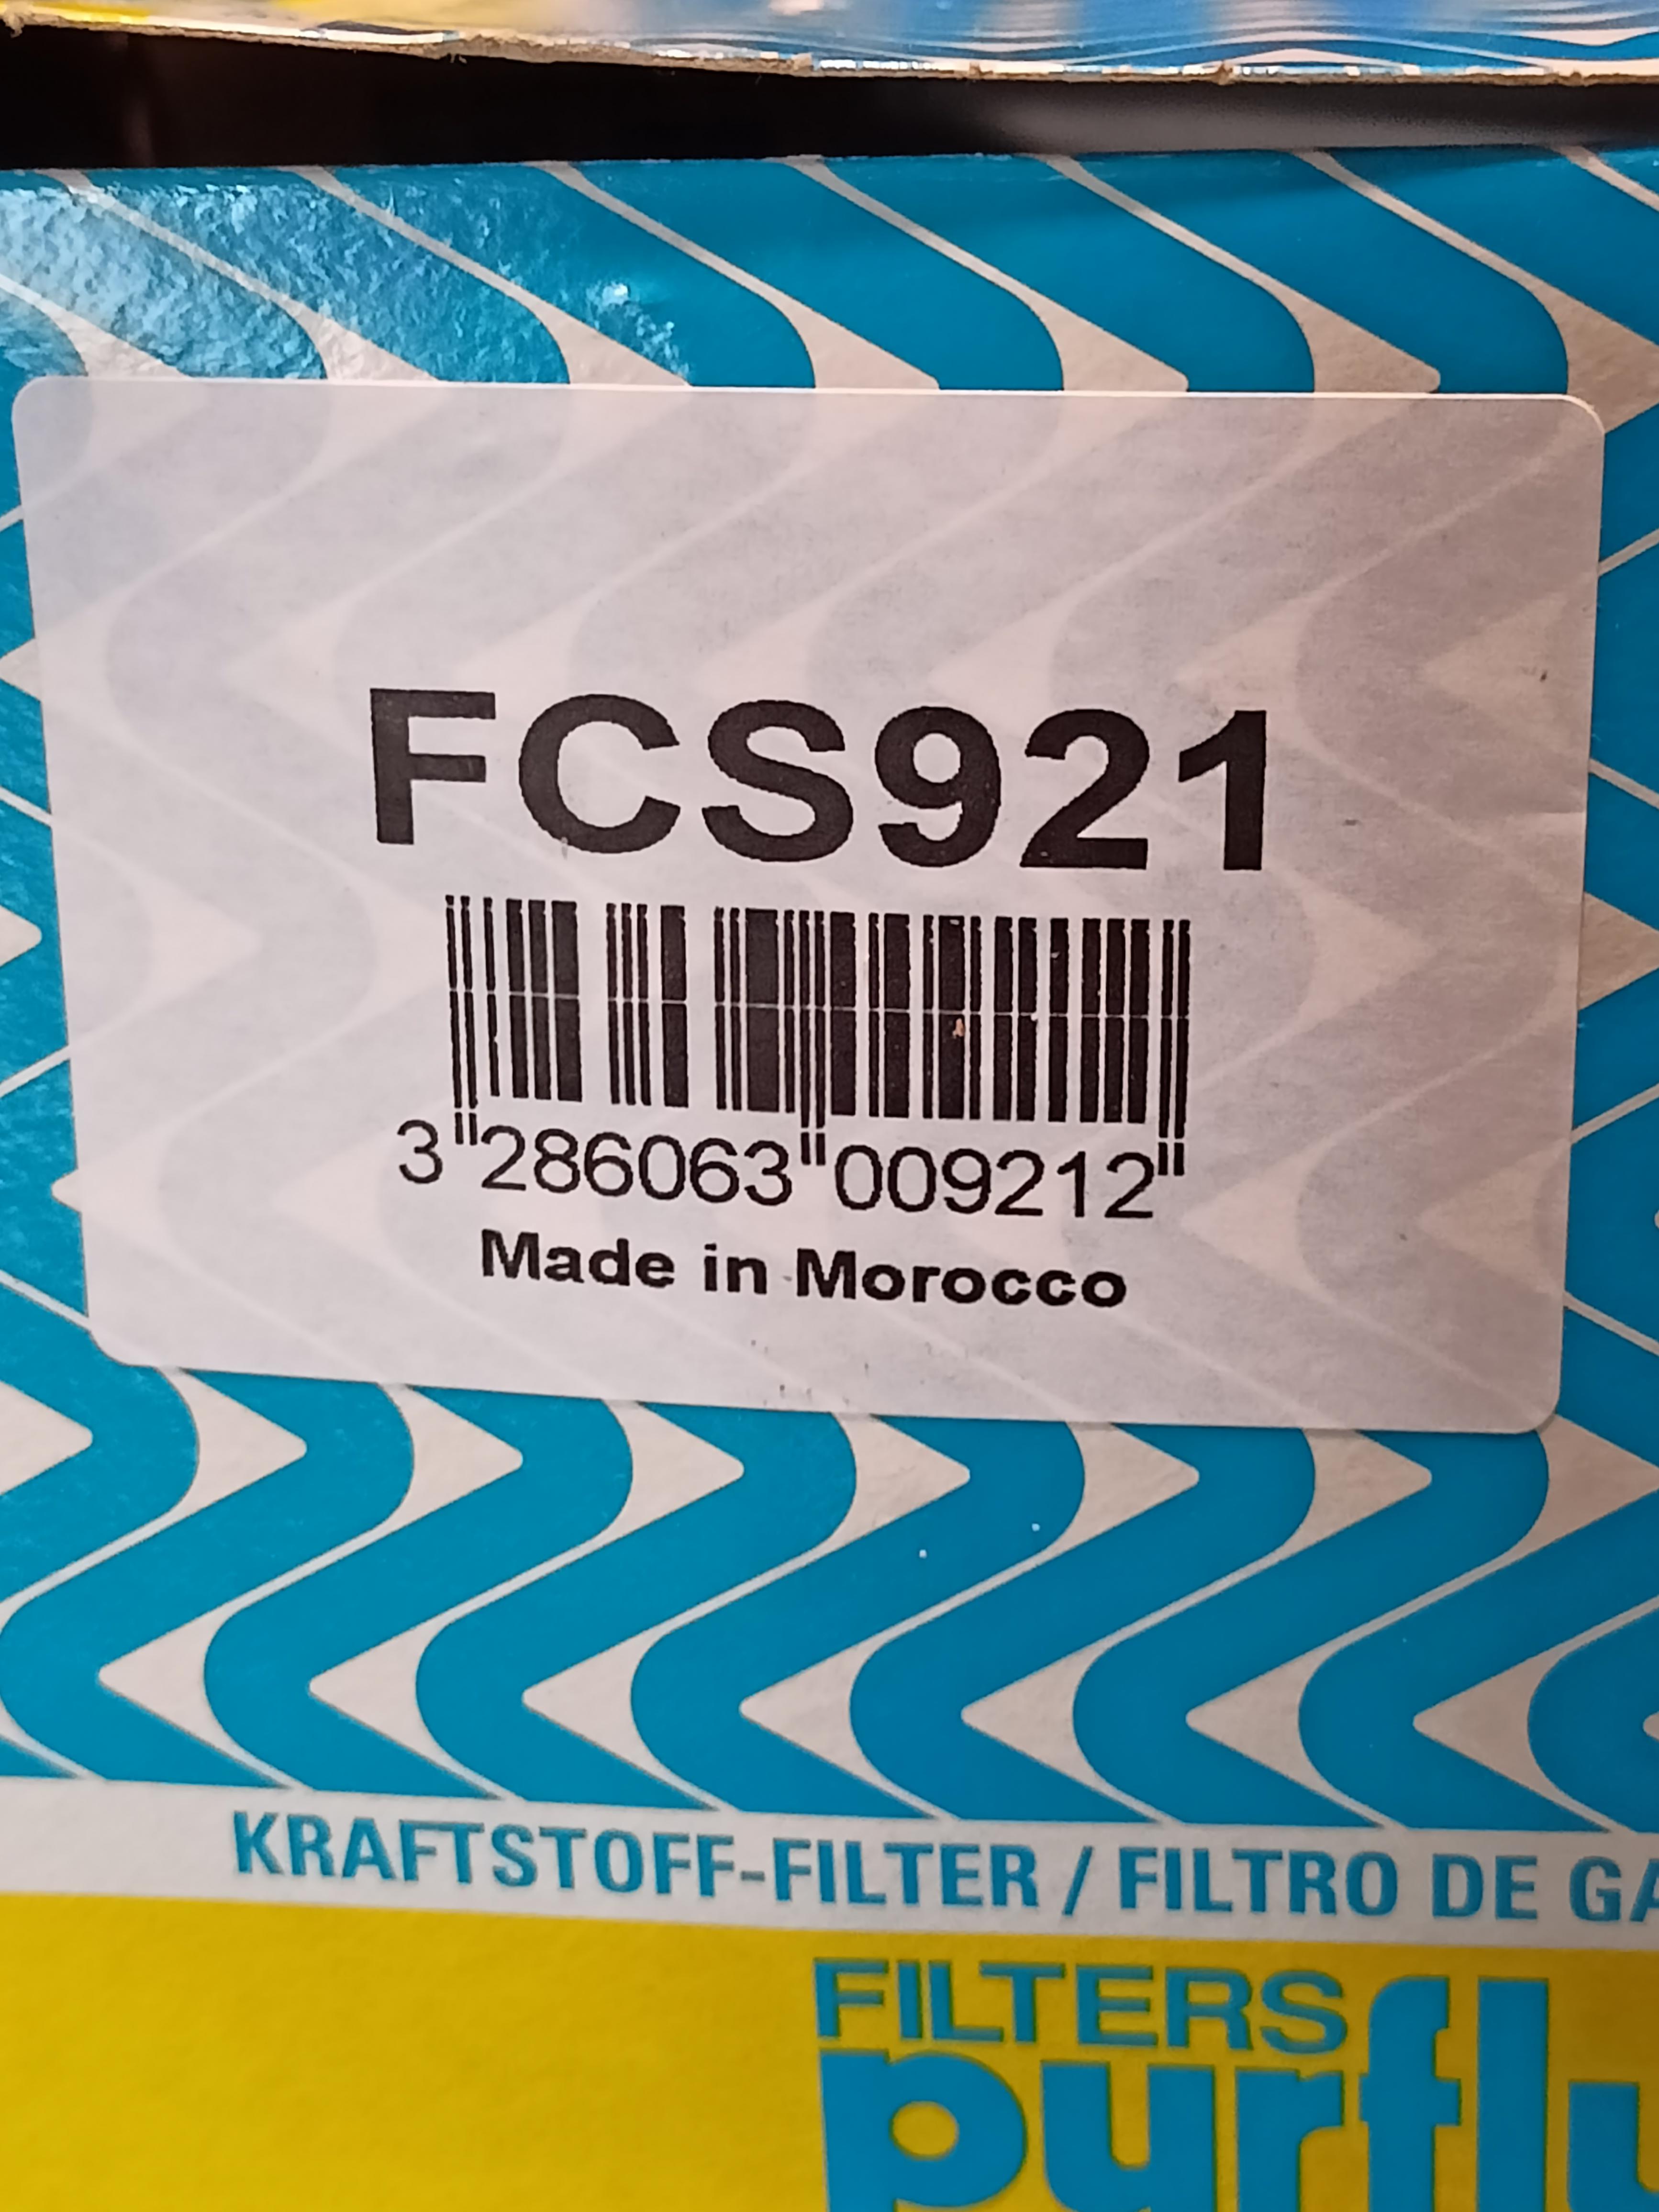 FCS921
3"286063"009212"
Made in Morocco
KRAFTSTOFF-FILTER / FILTRO DE GA
FILTERS
purflu